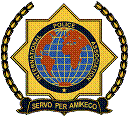 INTERNATIONAL POLICE ASSOCIATION
SERVO PER AMIKECO